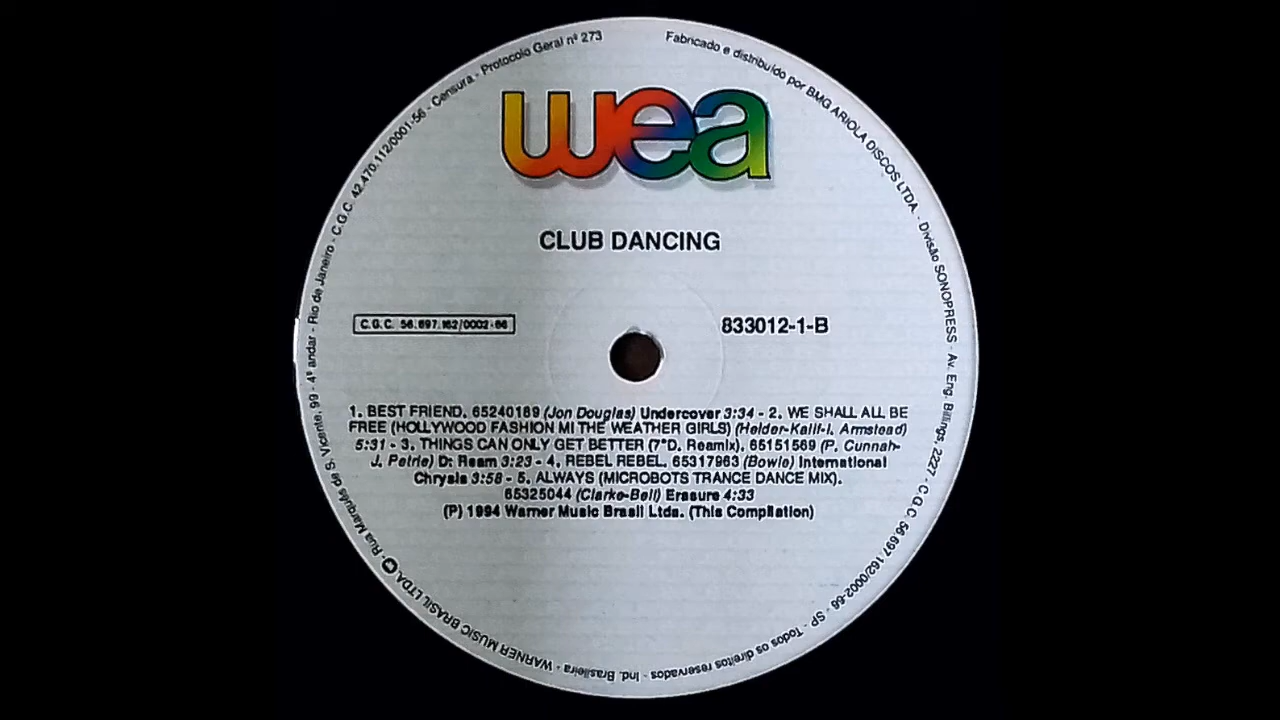 Censura - Protocolo Geral nº 273
Fabricado e distribuído por BMG ARIOLA DISCOS LTDA. - Divisão SONOPRESS - Av. Eng. Billings, 2227 - C.G.C. 56.697.162/0002-66 - SP - Todos os direitos reservados - Ind. Brasileira - WARNER MUSIC BRASIL LTDA. - Rua Marquês de S. Vicente, 99 - 4º andar - Rio de Janeiro - C.G.C. 42.470.112/0001-56 -
wea
CLUB DANCING
C.G.C. 56.697.162/0002-66
833012-1-B
1. BEST FRIEND, 65240189 (Jon Douglas) Undercover 3:34 - 2. WE SHALL ALL BE
FREE (HOLLYWOOD FASHION MI THE WEATHER GIRLS) (Helder-Kalif-I. Armstead)
5:31 - 3. THINGS CAN ONLY GET BETTER (7"D. Reamix), 65151569 (P. Cunnah-
J. Petrie) D: Ream 3:23 - 4. REBEL REBEL, 65317963 (Bowie) International
Chrysis 3:58 - 5. ALWAYS (MICROBOTS TRANCE DANCE MIX).
65325044 (Clarke-Bell) Erasure 4:33
(P) 1994 Warner Music Brasil Ltda. (This Compilation)